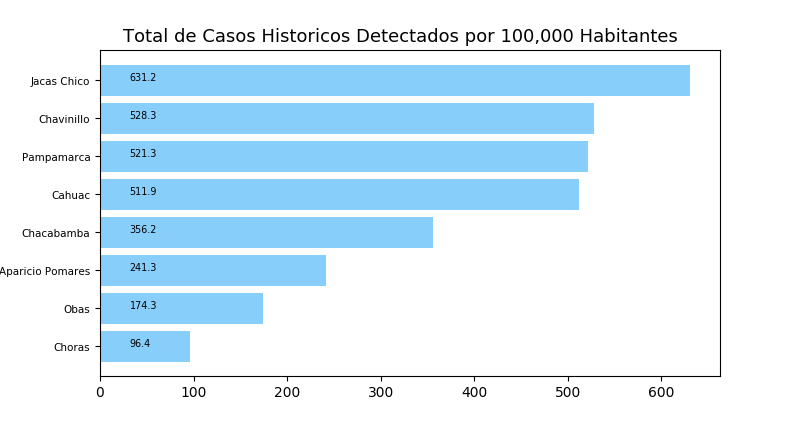 Total de Casos Historicos Detectados por 100,000 Habitantes
Jacas Chico 631.2
Chavinillo 528.3
Pampamarca 521.3
Cahuac 511.9
Chacabamba 356.2
Aparicio Pomares 241.3
Obas 174.3
Choras 96.4
0 100 200 300 400 500 600